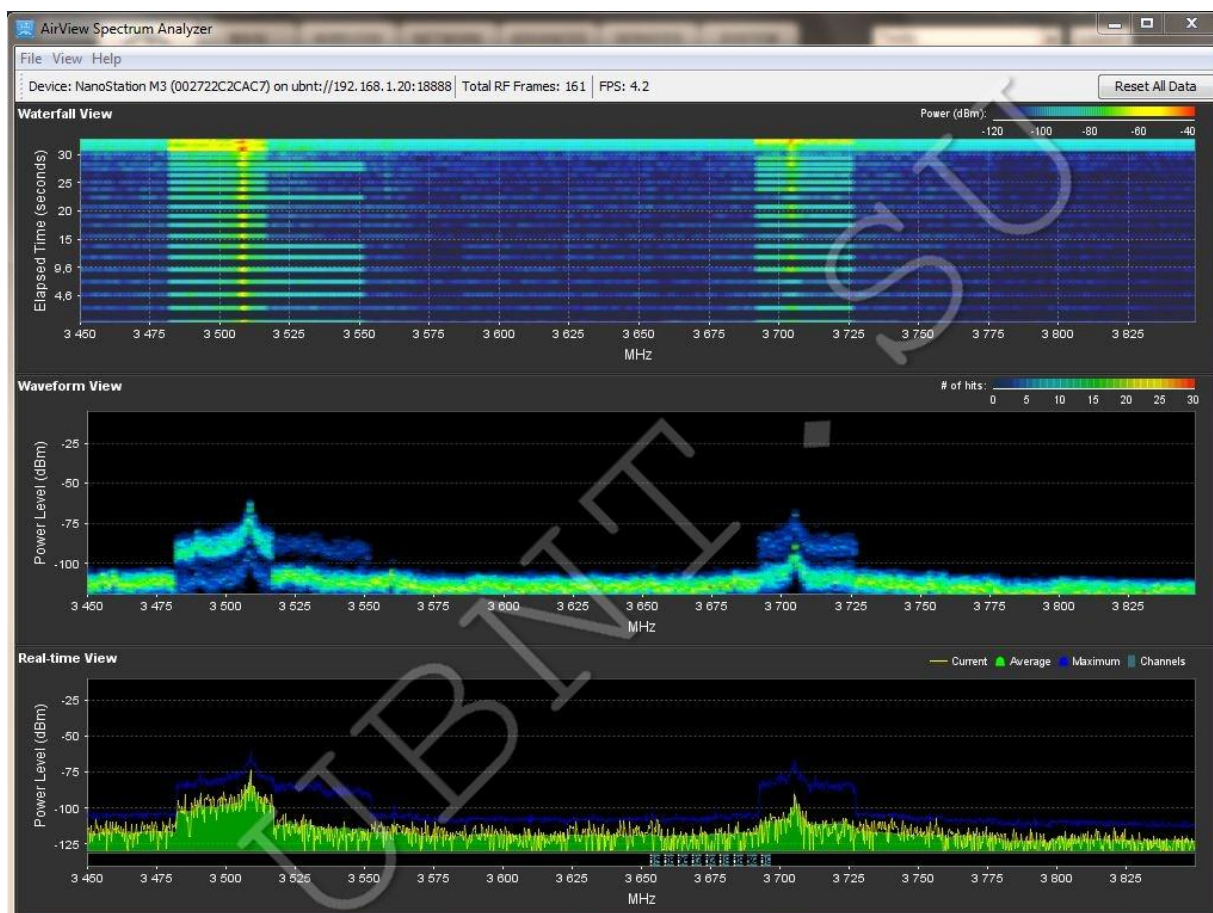 AirView Spectrum Analyzer
File View Help
Device: NanoStation M3 (002722C2CAC7) on ubnt://192.168.1.20:18888 Total RF Frames: 161 FPS: 4.2 Reset All Data
Waterfall View
Power (dBm):
-120 -100 -80 -60 -40
Elapsed Time (seconds)
30
25
20
15
9,6
4,6
3 450 3 475 3 500 3 525 3 550 3 575 3 600 3 625 3 650 3 675 3 700 3 725 3 750 3 775 3 800 3 825
MHz
Waveform View
# of hits:
0 5 10 15 20 25 30
Power Level (dBm)
-25
-50
-75
-100
3 450 3 475 3 500 3 525 3 550 3 575 3 600 3 625 3 650 3 675 3 700 3 725 3 750 3 775 3 800 3 825
MHz
Real-time View
Current Average Maximum Channels
Power Level (dBm)
-25
-50
-75
-100
-125
3 450 3 475 3 500 3 525 3 550 3 575 3 600 3 625 3 650 3 675 3 700 3 725 3 750 3 775 3 800 3 825
MHz
UBNT.SU